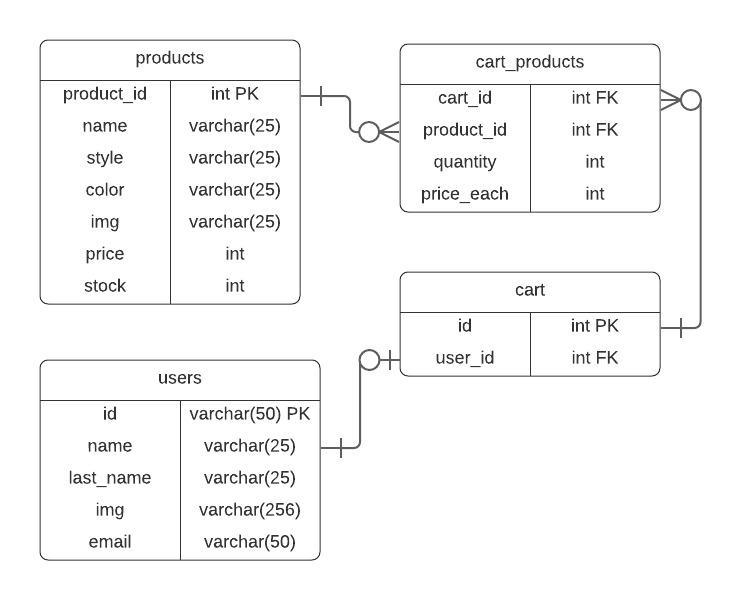 products
product_id int PK
name varchar(25)
style varchar(25)
color varchar(25)
img varchar(25)
price int
stock int
cart_products
cart_id int FK
product_id int FK
quantity int
price_each int
cart
id int PK
user_id int FK
users
id varchar(50) PK
name varchar(25)
last_name varchar(25)
img varchar(256)
email varchar(50)